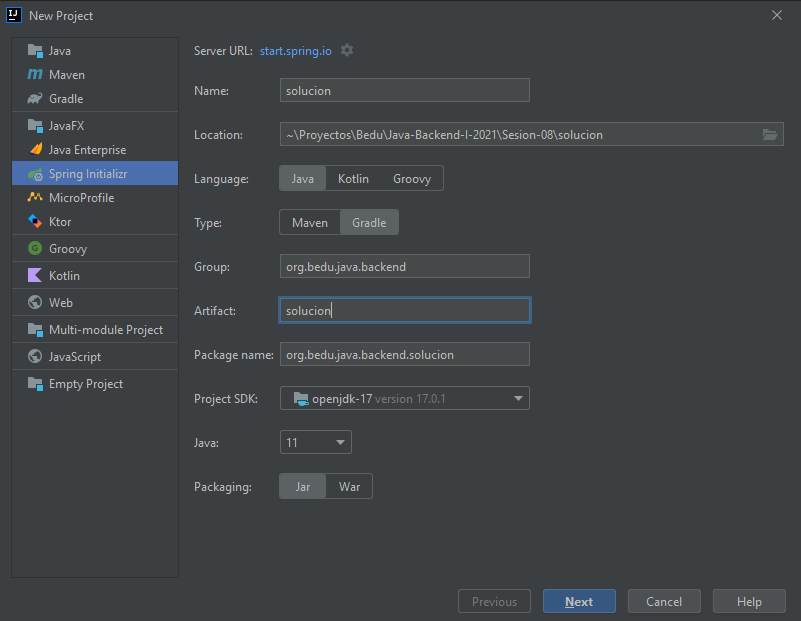 New Project
Java
Maven
Gradle
JavaFX
Java Enterprise
Spring Initializr
MicroProfile
Ktor
Groovy
Kotlin
Web
Multi-module Project
JavaScript
Empty Project
Server URL: start.spring.io
Name: solucion
Location: ~\Proyectos\Bedu\Java-Backend-I-2021\Sesion-08\solucion
Language: Java Kotlin Groovy
Type: Maven Gradle
Group: org.bedu.java.backend
Artifact: solucion
Package name: org.bedu.java.backend.solucion
Project SDK: openjdk-17 version 17.0.1
Java: 11
Packaging: Jar War
Previous Next Cancel Help